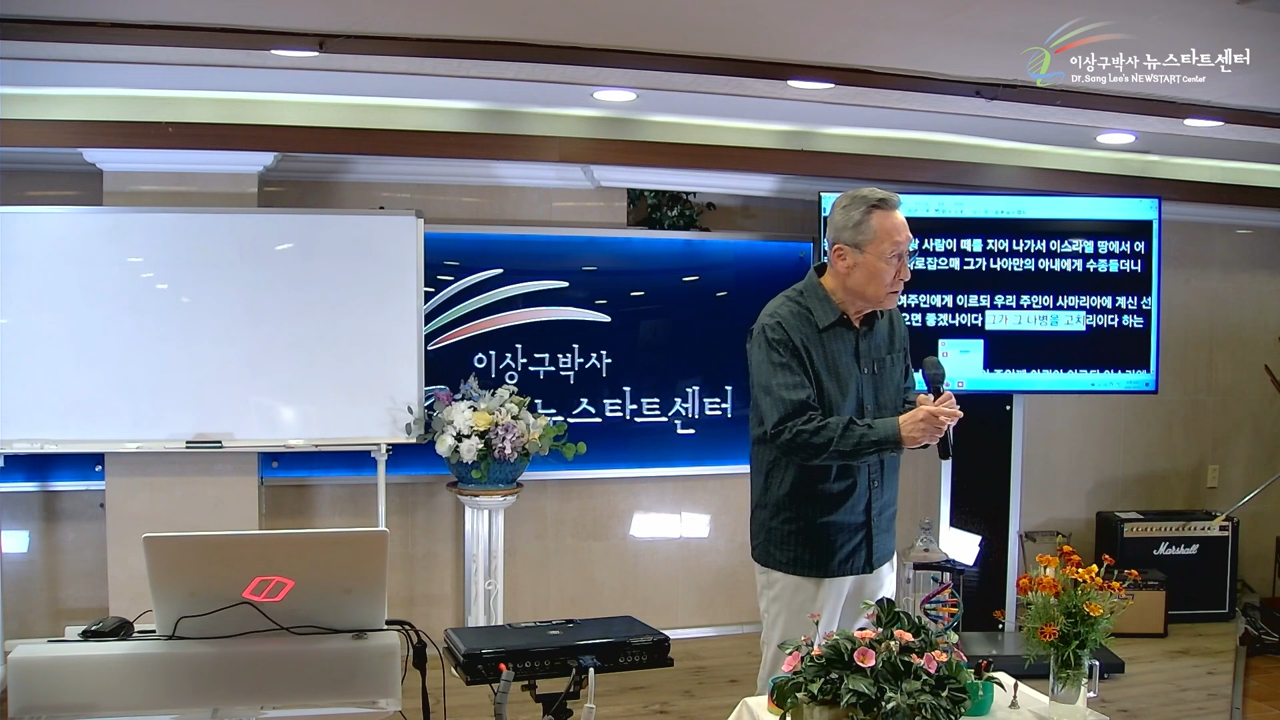 이상구박사 뉴스타트센터
Dr. Sang Lee's NEWSTART Center
사람이 떼를 지어 나가서 이스라엘 땅에서 어
로잡으매 그가 나아만의 아내에게 수종들더니
여주인에게 이르되 우리 주인이 사마리아에 계신 선
으면 좋겠나이다 그가 그 나병을 고치리이다 하는
이상구박사
뉴스타트센터
Marshall